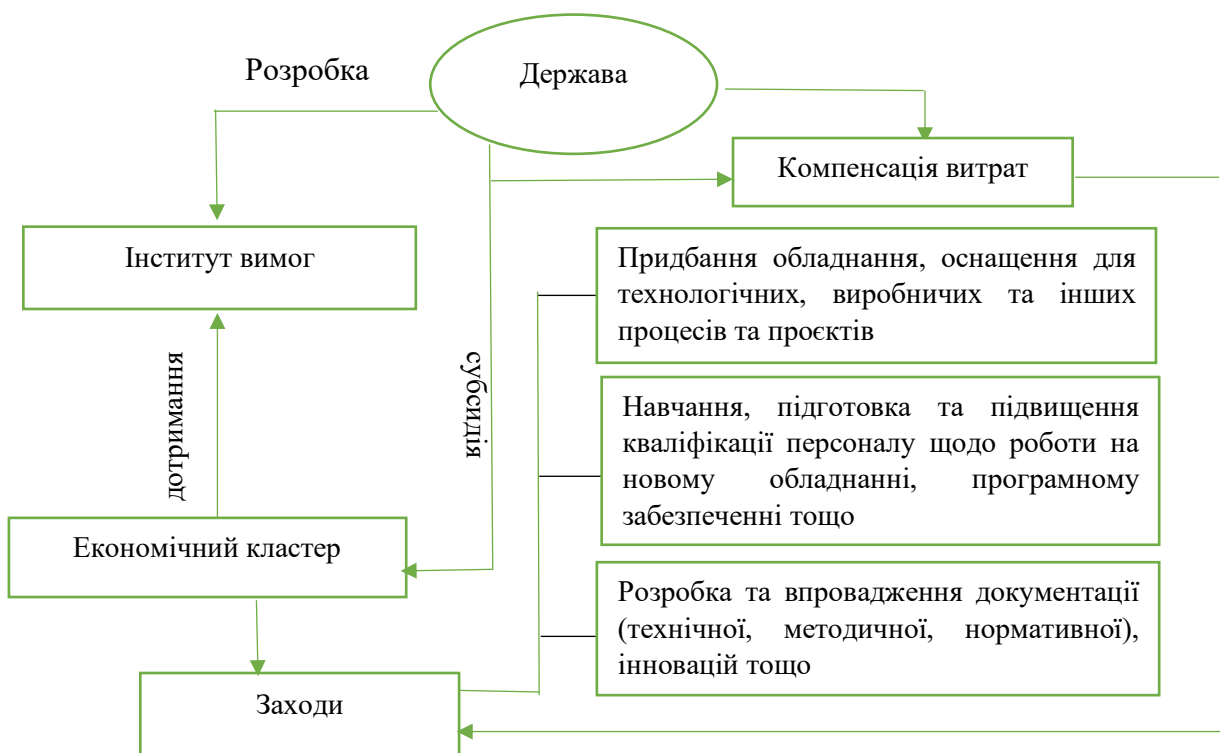 Розробка
Держава
Компенсація витрат
Інститут вимог
Придбання обладнання, оснащення для
технологічних, виробничих та інших
процесів та проєктів
дотримання
субсидія
Навчання, підготовка та підвищення
кваліфікації персоналу щодо роботи на
новому обладнанні, програмному
забезпеченні тощо
Економічний кластер
Розробка та впровадження документації
(технічної, методичної, нормативної),
інновацій тощо
Заходи